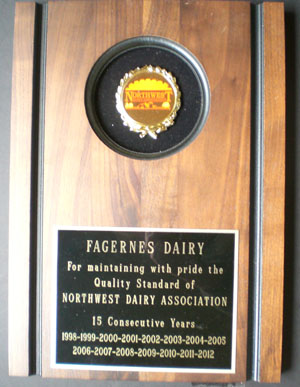 NORTHWEST
FAGERNES DAIRY
For maintaining with pride the
Quality Standard of
NORTHWEST DAIRY ASSOCIATION
15 Consecutive Years
1998-1999-2000-2001-2002-2003-2004-2005
2006-2007-2008-2009-2010-2011-2012